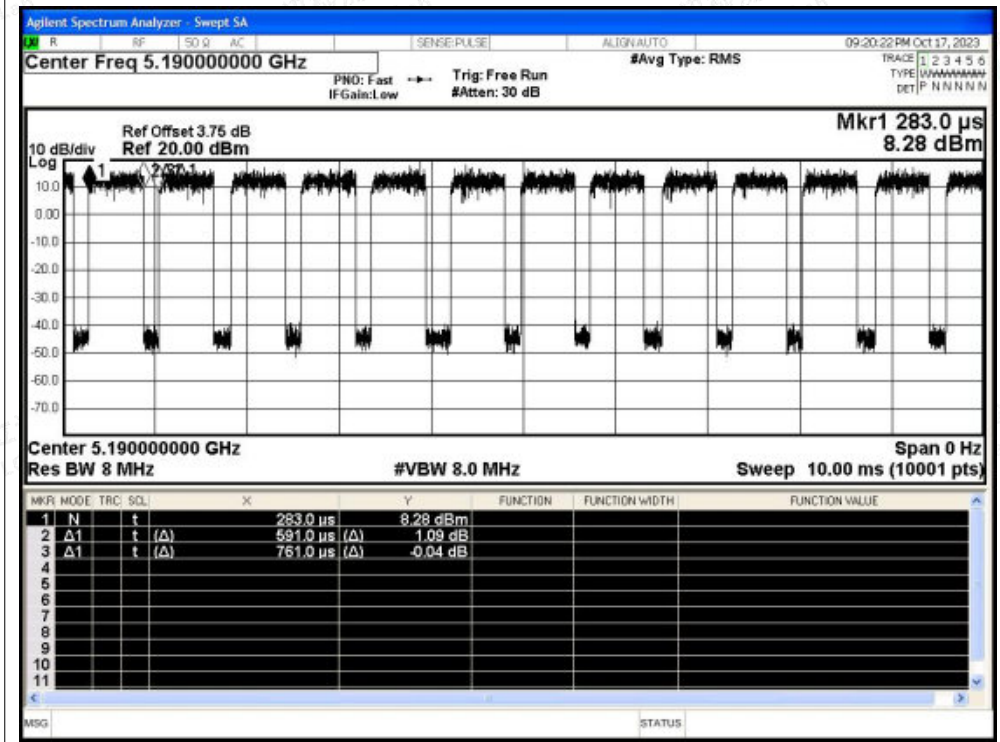 Agilent Spectrum Analyzer - Swept SA
LXI R RF 50 Ω AC SENSE:PULSE ALIGNAUTO 09:20:22 PM Oct 17, 2023
Center Freq 5.190000000 GHz #Avg Type: RMS TRACE 1 2 3 4 5 6
PNO: Fast Trig: Free Run TYPE WWWWWW
IFGain:Low #Atten: 30 dB DET P N N N N N
Mkr1 283.0 µs
8.28 dBm
Ref Offset 3.75 dB
10 dB/div Ref 20.00 dBm
Log
1
10.0
0.00
-10.0
-20.0
-30.0
-40.0
-50.0
-60.0
-70.0
Center 5.190000000 GHz Span 0 Hz
Res BW 8 MHz #VBW 8.0 MHz Sweep 10.00 ms (10001 pts)
MKR MODE TRC SCL X Y FUNCTION FUNCTION WIDTH FUNCTION VALUE
1 N t 283.0 µs 8.28 dBm
2 Δ1 t (Δ) 591.0 µs (Δ) 1.09 dB
3 Δ1 t (Δ) 761.0 µs (Δ) -0.04 dB
4
5
6
7
8
9
10
11
MSG STATUS